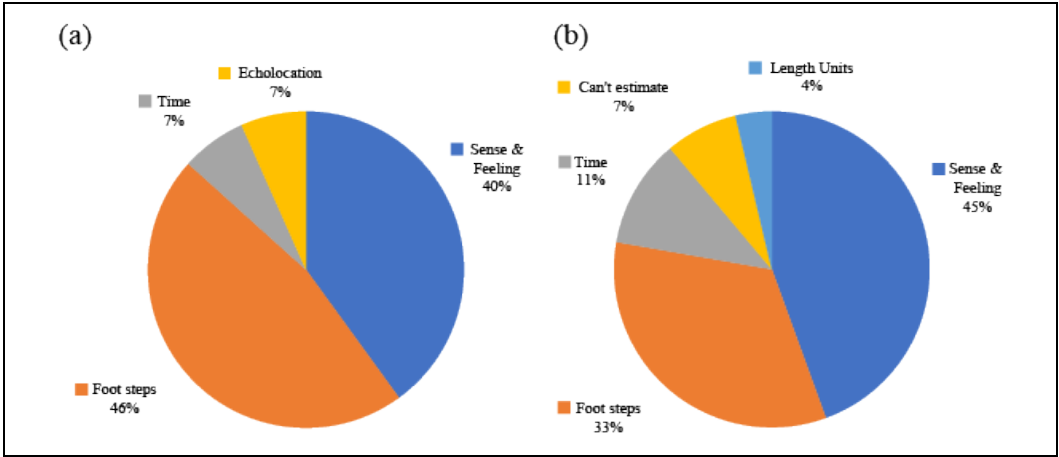 (a)
Echolocation
7%
Time
7%
Sense &
Feeling
40%
Foot steps
46%
(b)
Length Units
4%
Can't estimate
7%
Time
11%
Sense &
Feeling
45%
Foot steps
33%